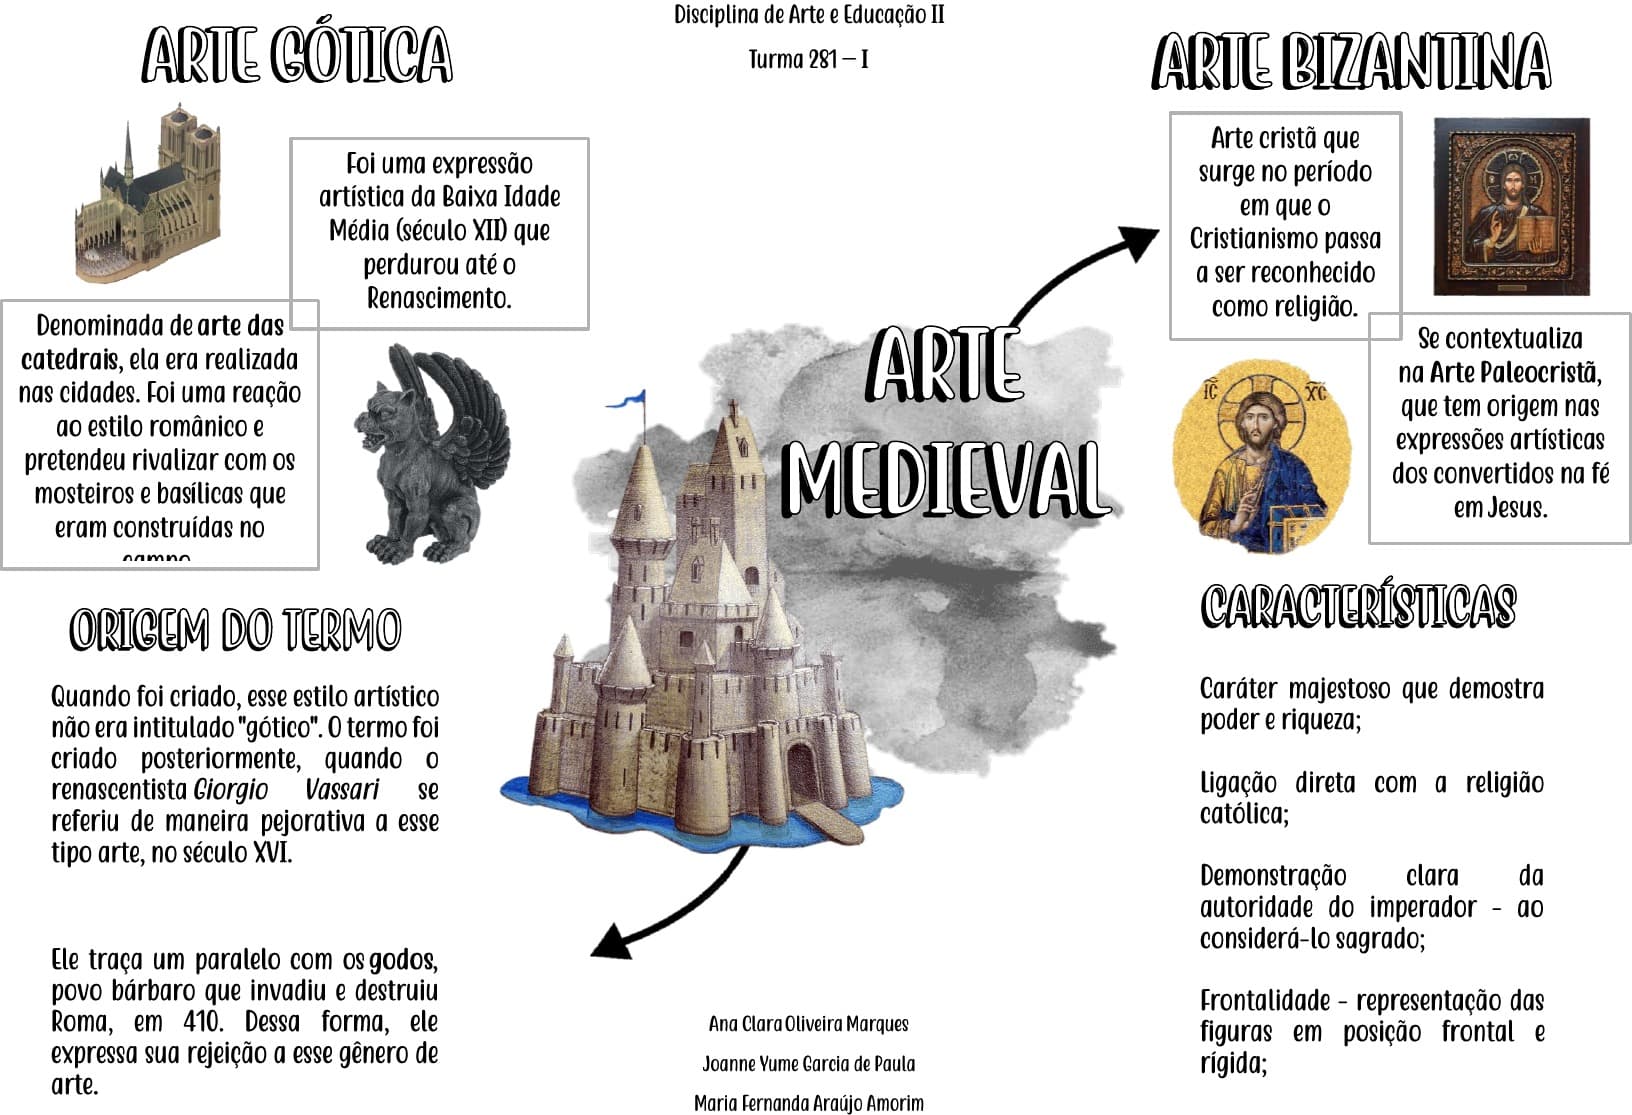 Disciplina de Arte e Educação II
Turma 281 – I
ARTE GÓTICA
Foi uma expressão
artística da Baixa Idade
Média (século XII) que
perdurou até o
Renascimento.
Denominada de arte das
catedrais, ela era realizada
nas cidades. Foi uma reação
ao estilo românico e
pretendeu rivalizar com os
mosteiros e basílicas que
eram construídas no
campo
ORIGEM DO TERMO
Quando foi criado, esse estilo artístico
não era intitulado "gótico". O termo foi
criado posteriormente, quando o
renascentista Giorgio Vassari se
referiu de maneira pejorativa a esse
tipo arte, no século XVI.
Ele traça um paralelo com os godos,
povo bárbaro que invadiu e destruiu
Roma, em 410. Dessa forma, ele
expressa sua rejeição a esse gênero de
arte.
ARTE
MEDIEVAL
ARTE BIZANTINA
Arte cristã que
surge no período
em que o
Cristianismo passa
a ser reconhecido
como religião.
Se contextualiza
na Arte Paleocristã,
que tem origem nas
expressões artísticas
dos convertidos na fé
em Jesus.
IC XC
CARACTERÍSTICAS
Caráter majestoso que demostra
poder e riqueza;
Ligação direta com a religião
católica;
Demonstração clara da
autoridade do imperador - ao
considerá-lo sagrado;
Frontalidade - representação das
figuras em posição frontal e
rígida;
Ana Clara Oliveira Marques
Joanne Yume Garcia de Paula
Maria Fernanda Araújo Amorim